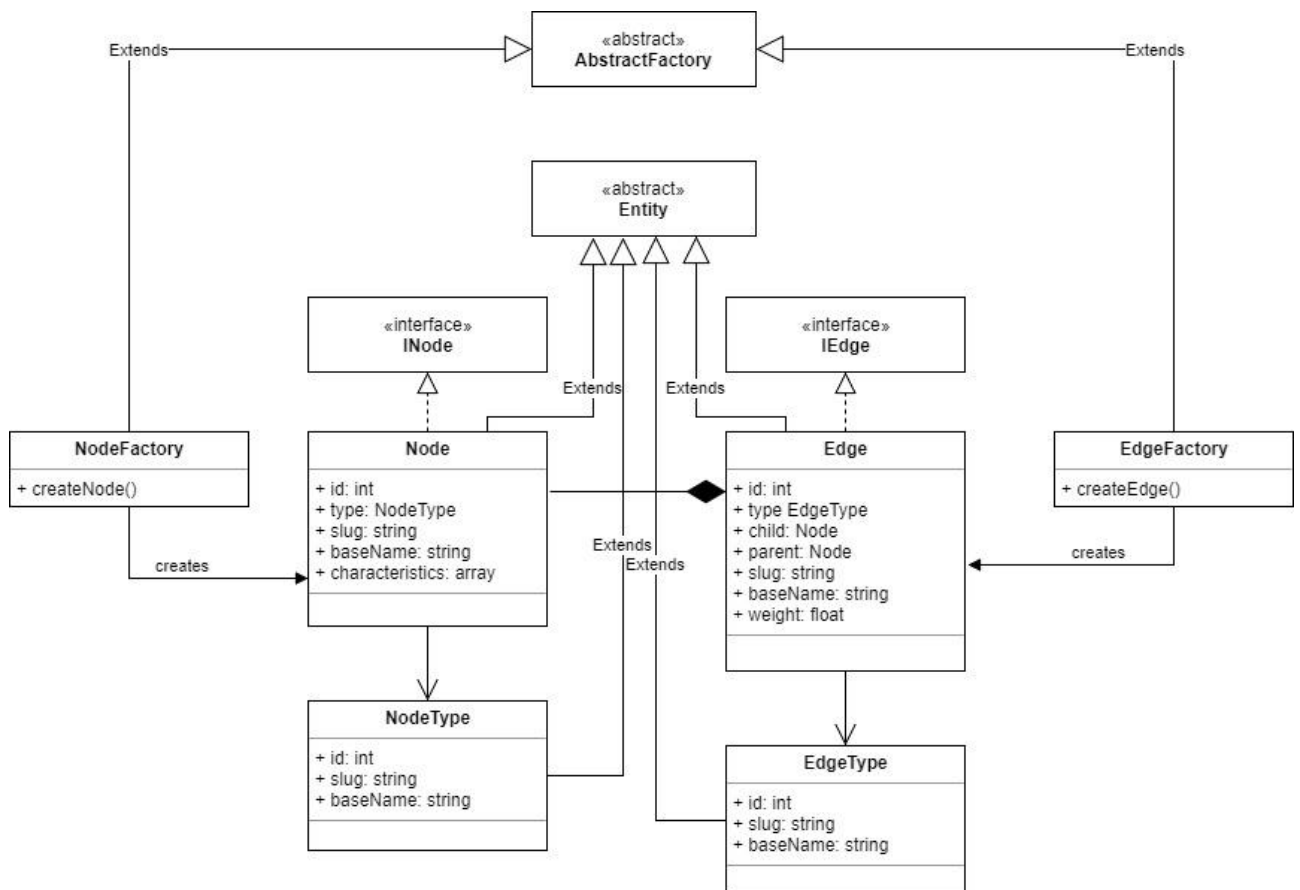 «abstract»
AbstractFactory
Extends
Extends
«abstract»
Entity
«interface»
INode
«interface»
IEdge
Extends
Extends
NodeFactory
+ createNode()
Node
+ id: int
+ type: NodeType
+ slug: string
+ baseName: string
+ characteristics: array
Edge
+ id: int
+ type EdgeType
+ child: Node
+ parent: Node
+ slug: string
+ baseName: string
+ weight: float
EdgeFactory
+ createEdge()
creates
Extends
Extends
creates
NodeType
+ id: int
+ slug: string
+ baseName: string
EdgeType
+ id: int
+ slug: string
+ baseName: string